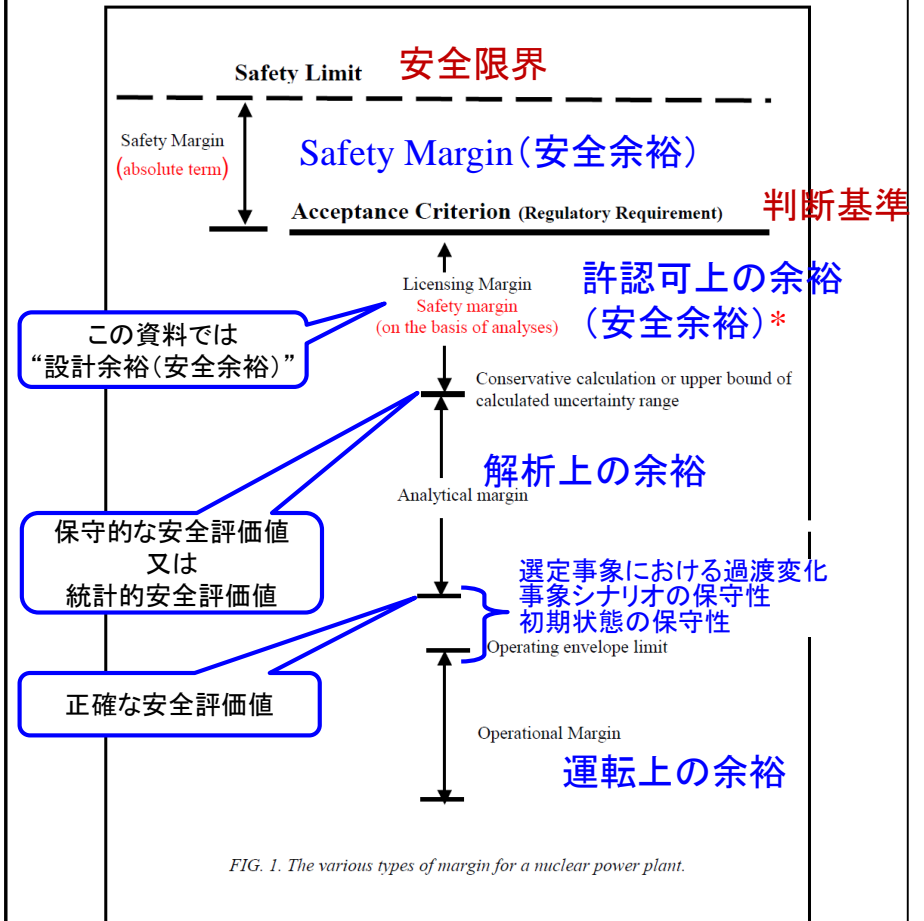 Safety Limit 安全限界
Safety Margin
(absolute term)
Safety Margin(安全余裕)
Acceptance Criterion (Regulatory Requirement) 判断基準
Licensing Margin
Safety margin
(on the basis of analyses)
許認可上の余裕
(安全余裕)*
この資料では
“設計余裕(安全余裕)”
Conservative calculation or upper bound of
calculated uncertainty range
解析上の余裕
Analytical margin
保守的な安全評価値
又は
統計的安全評価値
選定事象における過渡変化
事象シナリオの保守性
初期状態の保守性
Operating envelope limit
正確な安全評価値
Operational Margin
運転上の余裕
FIG. 1. The various types of margin for a nuclear power plant.